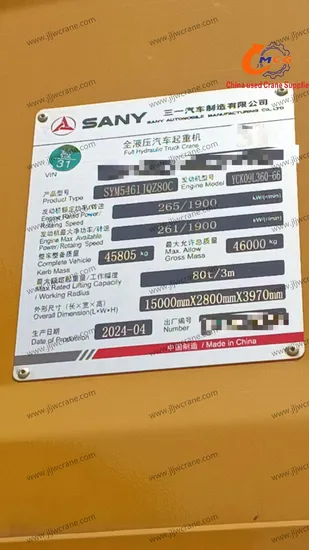 JMCS
China used Crane Supplier
www.jjjwcrane.com
SANY 三一汽车制造有限公司
SANY AUTOMOBILE MANUFACTURING CO.,LTD
全液压汽车起重机
Full Hydraulic Truck Crane
3T
VIN
产品型号 SYM5461JQZ80C 发动机型号 YCK09L360-66
Product Model Engine Model
发动机额定功率/转速 265/1900 kW/(r/min)
Engine Rated Power/
Rotating Speed
发动机最大净功率/转速 261/1900 kW/(r/min)
Engine Max. Available
Power/Rotating Speed
整车整备质量 45805 kg 最大允许总质量 46000 kg
Kerb Mass Max. Allow
Gross Mass
最大额定起重量/工作幅度 80t/3m
Max Rated Lifting Capacity
/ Working Radius
外形尺寸（长×宽×高） 15000mmX2800mmX3970mm
Overall Dimension(L×W×H)
生产日期 2024-04 出厂编号
Date of Production Number
中国制造 / Made in China